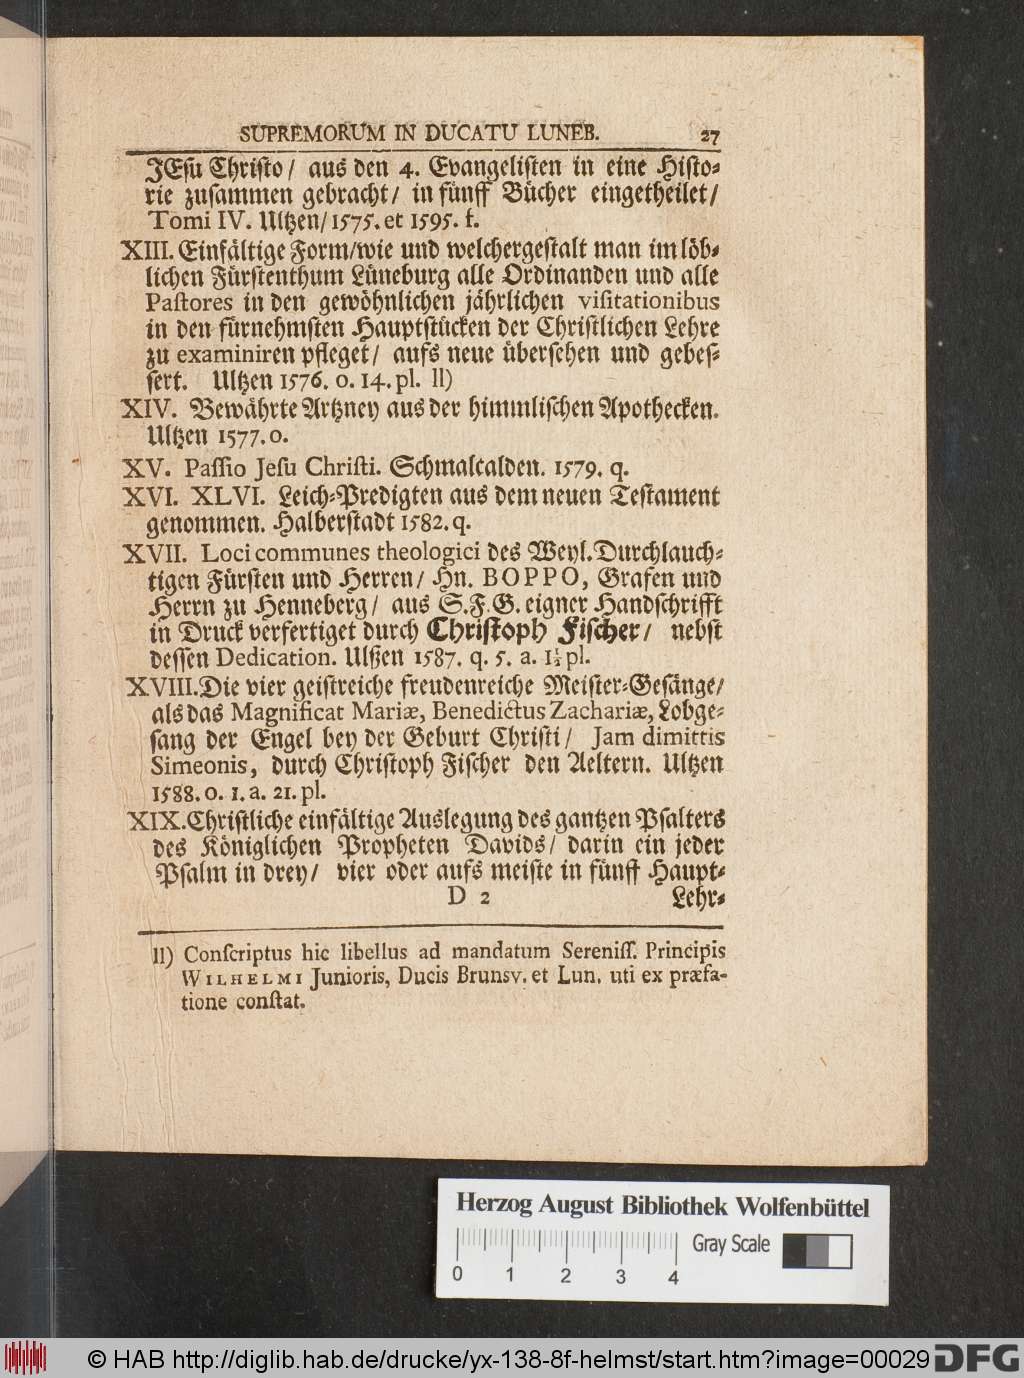 SUPREMORUM IN DUCATU LUNEB. 27
JEsu Christo/ aus den 4. Evangelisten in eine Histo-
rie zusammen gebracht/ in fünff Bücher eingetheilet/
Tomi IV. Ultzen/ 1575. et 1595. f.
XIII. Einfältige Form/wie und welchergestalt man im löb-
lichen Fürstenthum Lüneburg alle Ordinanden und alle
Pastores in den gewöhnlichen jährlichen visitationibus
in den fürnehmsten Hauptstücken der Christlichen Lehre
zu examiniren pfleget/ aufs neue übersehen und gebes-
sert. Ultzen 1576. o. 14. pl. ll)
XIV. Bewährte Artzney aus der himmlischen Apothecken.
Ultzen 1577. o.
XV. Passio Jesu Christi. Schmalcalden. 1579. q.
XVI. XLVI. Leich-Predigten aus dem neuen Testament
genommen. Halberstadt 1582. q.
XVII. Loci communes theologici des Weyl. Durchlauch-
tigen Fürsten und Herren/ Hn. BOPPO, Grafen und
Herrn zu Henneberg/ aus S.F.G. eigner Handschrifft
in Druck verfertiget durch Christoph Fischer/ nebst
dessen Dedication. Ulßen 1587. q. 5. a. 1½ pl.
XVIII. Die vier geistreiche freudenreiche Meister-Gesänge/
als das Magnificat Mariæ, Benedictus Zachariæ, Lobge-
sang der Engel bey der Geburt Christi/ Jam dimittis
Simeonis, durch Christoph Fischer den Aeltern. Ultzen
1588. o. 1. a. 21. pl.
XIX. Christliche einfältige Auslegung des gantzen Psalters
des Königlichen Propheten Davids/ darin ein jeder
Psalm in drey/ vier oder aufs meiste in fünff Haupt-
D 2 Lehr-
ll) Conscriptus hic libellus ad mandatum Sereniss. Principis
WILHELMI Junioris, Ducis Brunsv. et Lun. uti ex præfa-
tione constat.
Herzog August Bibliothek Wolfenbüttel
Gray Scale
0 1 2 3 4
© HAB http://diglib.hab.de/drucke/yx-138-8f-helmst/start.htm?image=00029 DFG